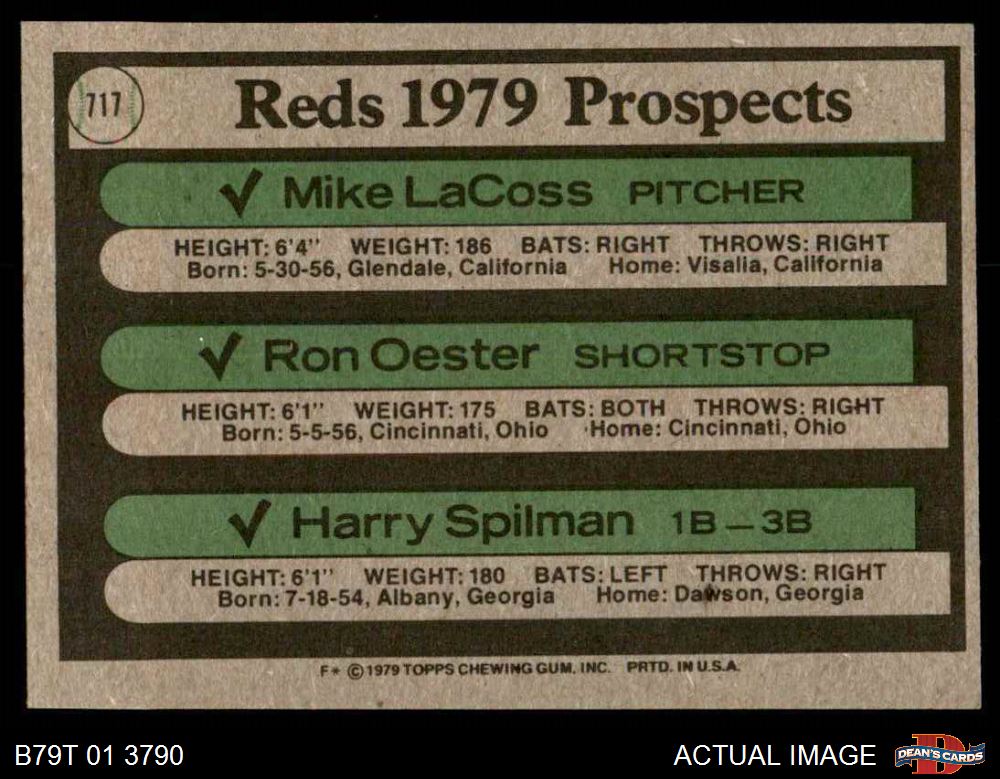 717
Reds 1979 Prospects
✓ Mike LaCoss PITCHER
HEIGHT: 6'4" WEIGHT: 186 BATS: RIGHT THROWS: RIGHT
Born: 5-30-56, Glendale, California Home: Visalia, California
✓ Ron Oester SHORTSTOP
HEIGHT: 6'1" WEIGHT: 175 BATS: BOTH THROWS: RIGHT
Born: 5-5-56, Cincinnati, Ohio Home: Cincinnati, Ohio
✓ Harry Spilman 1B—3B
HEIGHT: 6'1" WEIGHT: 180 BATS: LEFT THROWS: RIGHT
Born: 7-18-54, Albany, Georgia Home: Dawson, Georgia
F* © 1979 TOPPS CHEWING GUM, INC. PRTD. IN U.S.A.
B79T 01 3790 ACTUAL IMAGE D DEAN'S CARDS